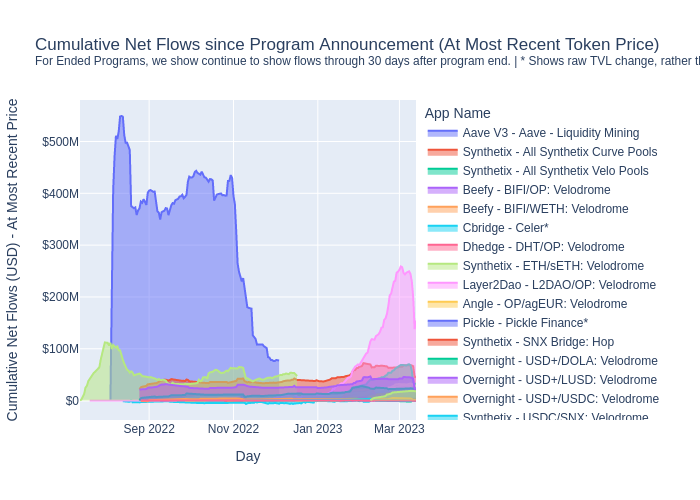 Cumulative Net Flows since Program Announcement (At Most Recent Token Price)
For Ended Programs, we show continue to show flows through 30 days after program end. | * Shows raw TVL change, rather
Cumulative Net Flows (USD) - At Most Recent Price
$500M
$400M
$300M
$200M
$100M
$0
Sep 2022
Nov 2022
Jan 2023
Mar 2023
Day
App Name
Aave V3 - Aave - Liquidity Mining
Synthetix - All Synthetix Curve Pools
Synthetix - All Synthetix Velo Pools
Beefy - BIFI/OP: Velodrome
Beefy - BIFI/WETH: Velodrome
Cbridge - Celer*
Dhedge - DHT/OP: Velodrome
Synthetix - ETH/sETH: Velodrome
Layer2Dao - L2DAO/OP: Velodrome
Angle - OP/agEUR: Velodrome
Pickle - Pickle Finance*
Synthetix - SNX Bridge: Hop
Overnight - USD+/DOLA: Velodrome
Overnight - USD+/LUSD: Velodrome
Overnight - USD+/USDC: Velodrome
Synthetix - USDC/SNX: Velodrome